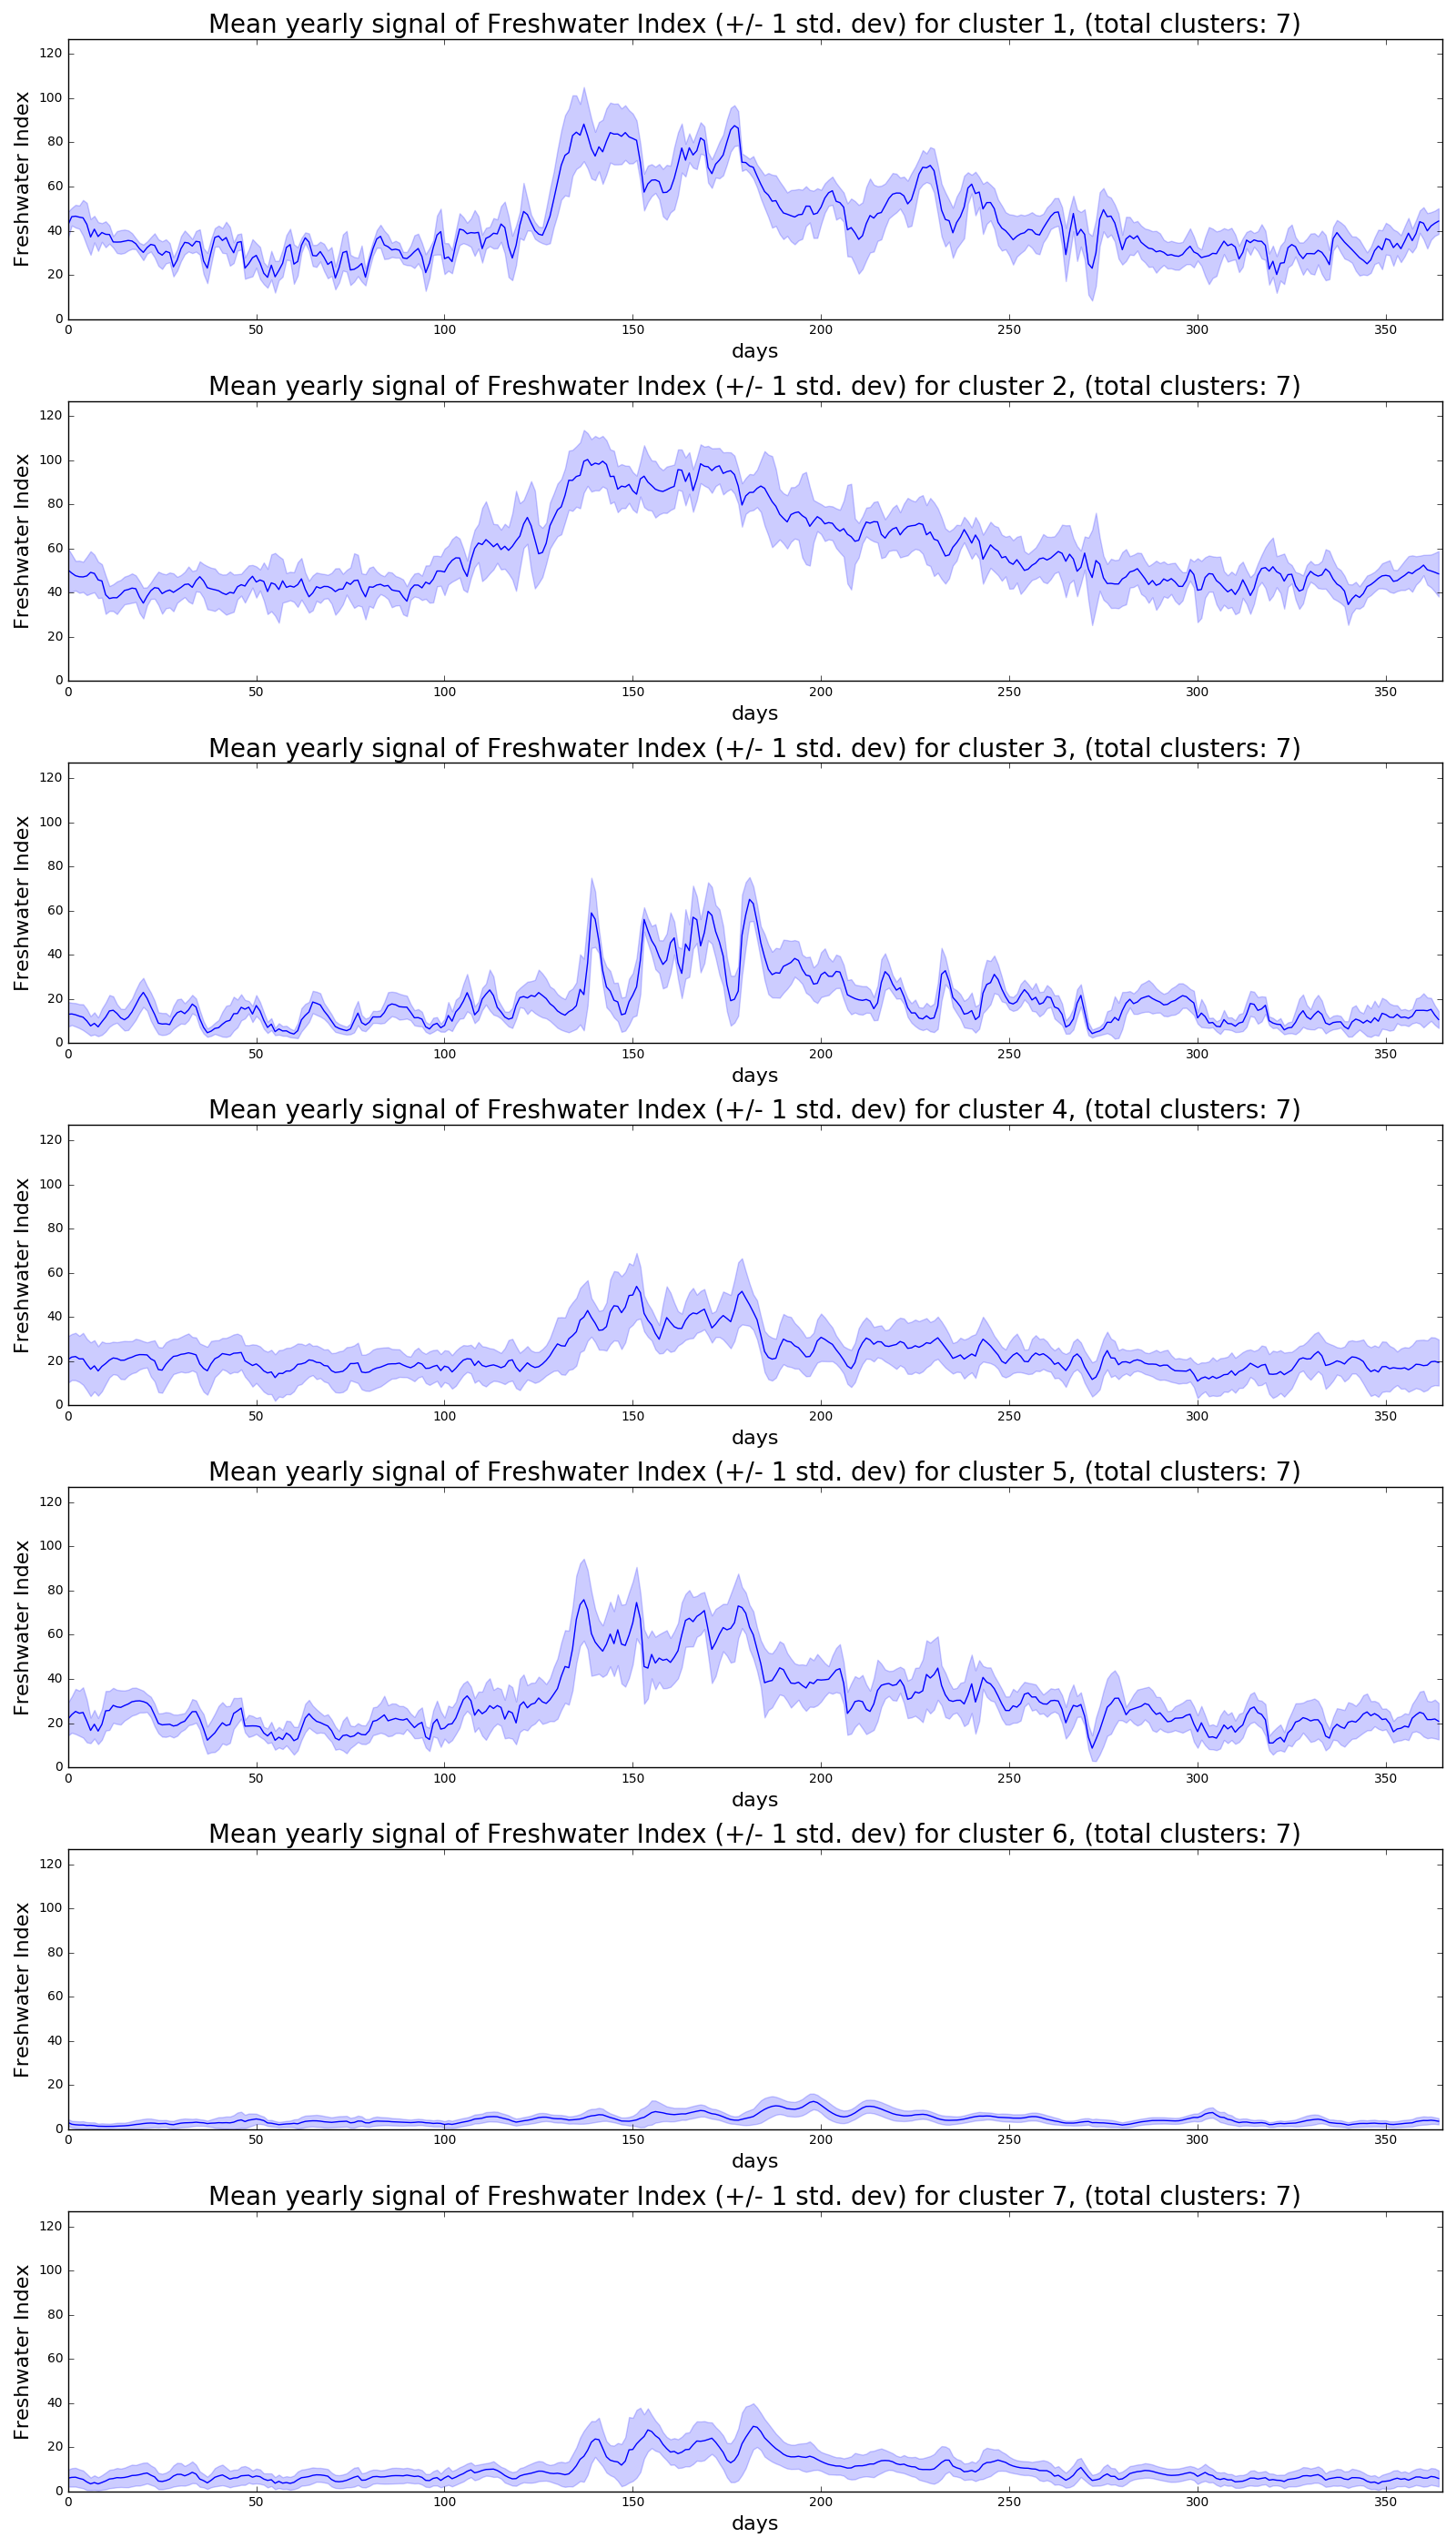 Mean yearly signal of Freshwater Index (+/- 1 std. dev) for cluster 1, (total clusters: 7)
120
100
80
60
40
20
0
Freshwater Index
0 50 100 150 200 250 300 350
days
Mean yearly signal of Freshwater Index (+/- 1 std. dev) for cluster 2, (total clusters: 7)
120
100
80
60
40
20
0
Freshwater Index
0 50 100 150 200 250 300 350
days
Mean yearly signal of Freshwater Index (+/- 1 std. dev) for cluster 3, (total clusters: 7)
120
100
80
60
40
20
0
Freshwater Index
0 50 100 150 200 250 300 350
days
Mean yearly signal of Freshwater Index (+/- 1 std. dev) for cluster 4, (total clusters: 7)
120
100
80
60
40
20
0
Freshwater Index
0 50 100 150 200 250 300 350
days
Mean yearly signal of Freshwater Index (+/- 1 std. dev) for cluster 5, (total clusters: 7)
120
100
80
60
40
20
0
Freshwater Index
0 50 100 150 200 250 300 350
days
Mean yearly signal of Freshwater Index (+/- 1 std. dev) for cluster 6, (total clusters: 7)
120
100
80
60
40
20
0
Freshwater Index
0 50 100 150 200 250 300 350
days
Mean yearly signal of Freshwater Index (+/- 1 std. dev) for cluster 7, (total clusters: 7)
120
100
80
60
40
20
0
Freshwater Index
0 50 100 150 200 250 300 350
days